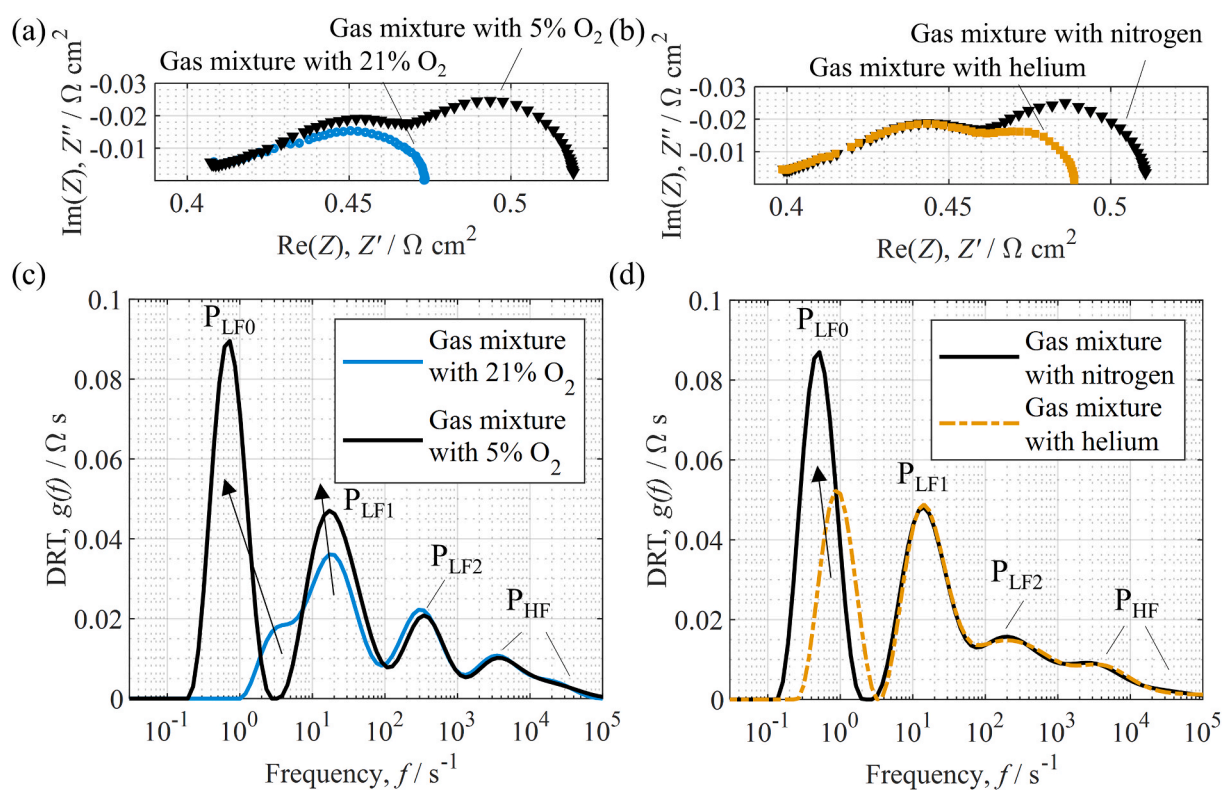 (a)
Gas mixture with 5% O2
Gas mixture with 21% O2
-0.03
-0.02
-0.01
Im(Z), Z'' / Ω cm2
0.4
0.45
0.5
Re(Z), Z' / Ω cm2
(b)
Gas mixture with nitrogen
Gas mixture with helium
-0.03
-0.02
-0.01
Im(Z), Z'' / Ω cm2
0.4
0.45
0.5
Re(Z), Z' / Ω cm2
(c)
0.1
0.08
0.06
0.04
0.02
0
DRT, g(f) / Ω s
PLF0
Gas mixture
with 21% O2
Gas mixture
with 5% O2
PLF1
PLF2
PHF
10-1
100
101
102
103
104
105
Frequency, f / s-1
(d)
0.1
0.08
0.06
0.04
0.02
0
DRT, g(f) / Ω s
PLF0
Gas mixture
with nitrogen
Gas mixture
with helium
PLF1
PLF2
PHF
10-1
100
101
102
103
104
105
Frequency, f / s-1